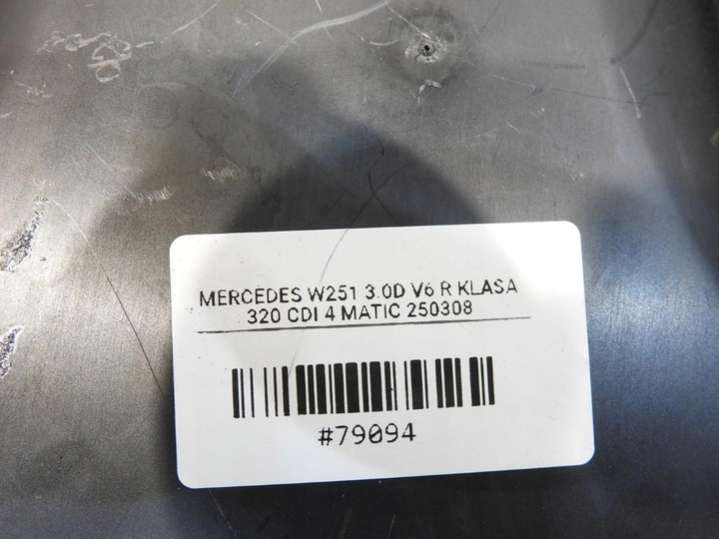 MERCEDES W251 3.0D V6 R KLASA
320 CDI 4 MATIC 250308
#79094